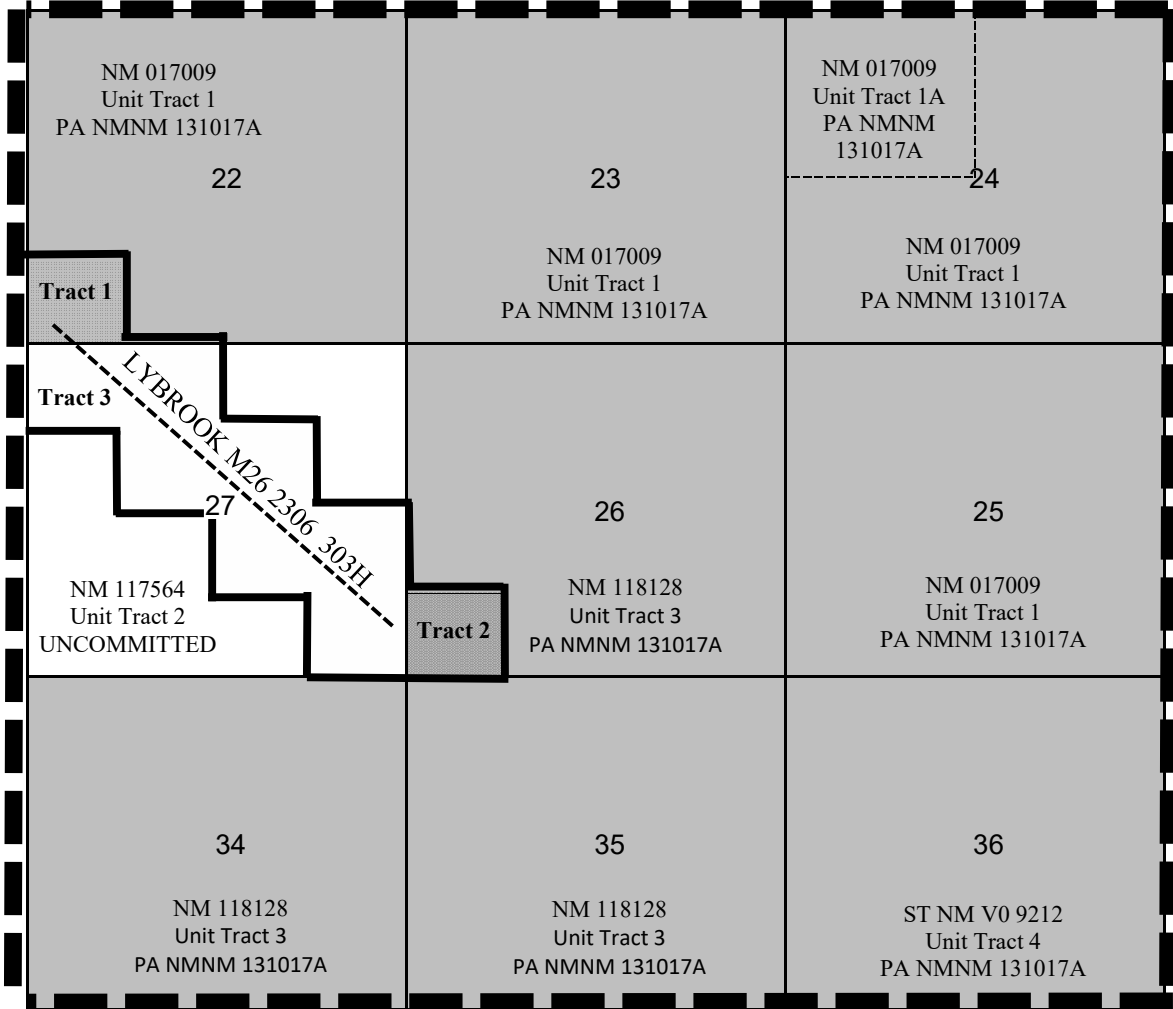 NM 017009
Unit Tract 1
PA NMNM 131017A
22
23
NM 017009
Unit Tract 1
PA NMNM 131017A
NM 017009
Unit Tract 1A
PA NMNM
131017A
24
NM 017009
Unit Tract 1
PA NMNM 131017A
Tract 1
Tract 3
LYBROOK M26 2306 303H
27
NM 117564
Unit Tract 2
UNCOMMITTED
Tract 2
26
NM 118128
Unit Tract 3
PA NMNM 131017A
25
NM 017009
Unit Tract 1
PA NMNM 131017A
34
NM 118128
Unit Tract 3
PA NMNM 131017A
35
NM 118128
Unit Tract 3
PA NMNM 131017A
36
ST NM V0 9212
Unit Tract 4
PA NMNM 131017A